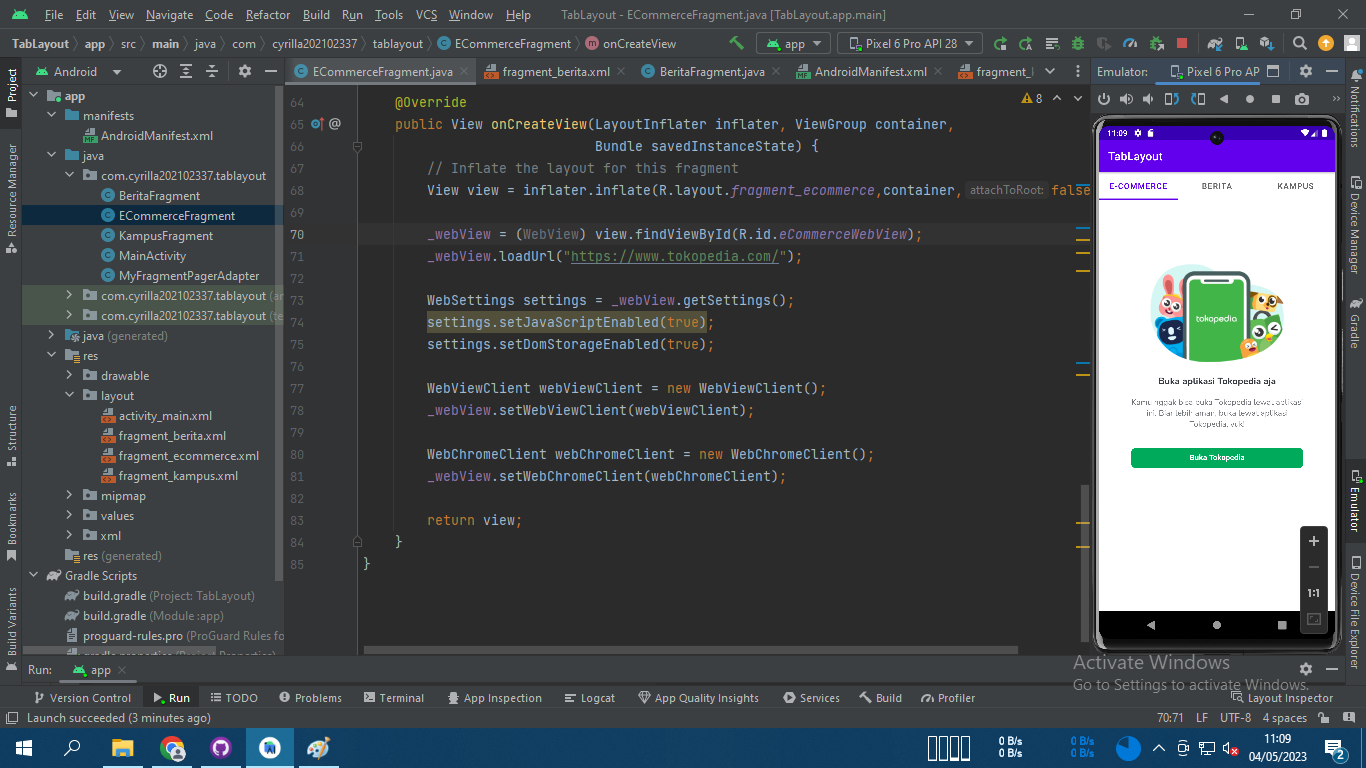 File Edit View Navigate Code Refactor Build Run Tools VCS Window Help TabLayout - ECommerceFragment.java [TabLayout.app.main]
TabLayout app src main java com cyrilla202102337 tablayout ECommerceFragment onCreateView app Pixel 6 Pro API 28
Project
Resource Manager
Structure
Bookmarks
Build Variants
Android
app
manifests
AndroidManifest.xml
java
com.cyrilla202102337.tablayout
BeritaFragment
ECommerceFragment
KampusFragment
MainActivity
MyFragmentPagerAdapter
com.cyrilla202102337.tablayout
com.cyrilla202102337.tablayout
java (generated)
res
drawable
layout
activity_main.xml
fragment_berita.xml
fragment_ecommerce.xml
fragment_kampus.xml
mipmap
values
xml
res (generated)
Gradle Scripts
build.gradle (Project: TabLayout)
build.gradle (Module :app)
proguard-rules.pro (ProGuard Rules fo
ECommerceFragment.java fragment_berita.xml BeritaFragment.java AndroidManifest.xml
8
64 @Override
65 @ public View onCreateView(LayoutInflater inflater, ViewGroup container,
66 Bundle savedInstanceState) {
67 // Inflate the layout for this fragment
68 View view = inflater.inflate(R.layout.fragment_ecommerce,container, attachToRoot: false
69
70 _webView = (WebView) view.findViewById(R.id.eCommerceWebView);
71 _webView.loadUrl("https://www.tokopedia.com/");
72
73 WebSettings settings = _webView.getSettings();
74 settings.setJavaScriptEnabled(true);
75 settings.setDomStorageEnabled(true);
76
77 WebViewClient webViewClient = new WebViewClient();
78 _webView.setWebViewClient(webViewClient);
79
80 WebChromeClient webChromeClient = new WebChromeClient();
81 _webView.setWebChromeClient(webChromeClient);
82
83 return view;
84 }
85 }
Emulator: Pixel 6 Pro AP
11:09
TabLayout
E-COMMERCE BERITA KAMPUS
tokopedia
Buka aplikasi Tokopedia aja
Kamu nggak bisa buka Tokopedia lewat aplikasi
ini. Biar lebih aman, buka lewat aplikasi
Tokopedia, yuk!
Buka Tokopedia
1:1
Notifications
Device Manager
Gradle
Emulator
Device File Explorer
Run: app
Activate Windows
Go to Settings to activate Windows.
Version Control Run TODO Problems Terminal App Inspection Logcat App Quality Insights Services Build Profiler Layout Inspector
Launch succeeded (3 minutes ago) 70:71 LF UTF-8 4 spaces
0 B/s
0 B/s
0 B/s
0 B/s
11:09
04/05/2023
2